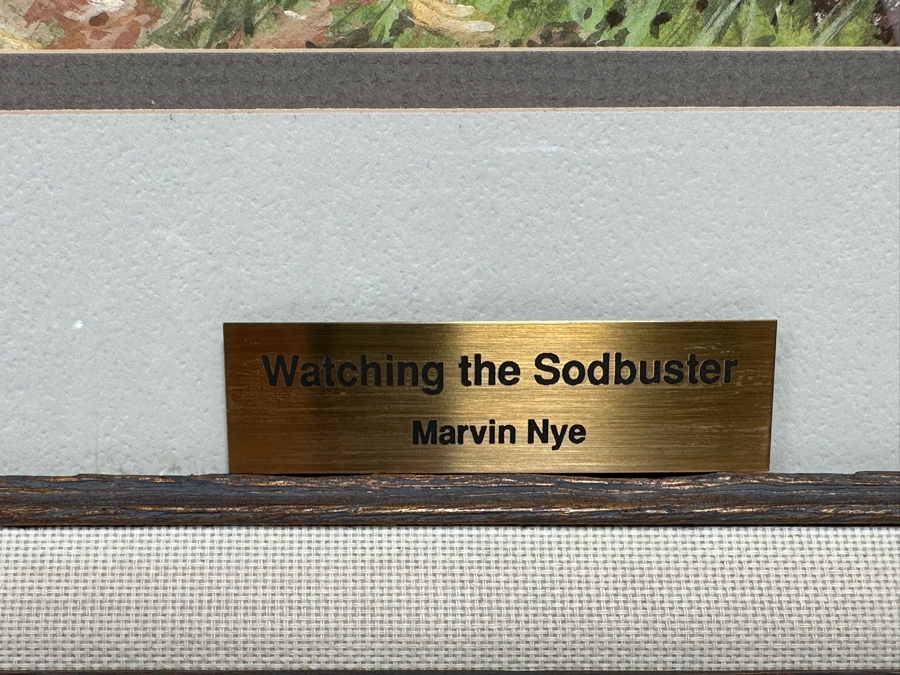 Watching the Sodbuster
Marvin Nye